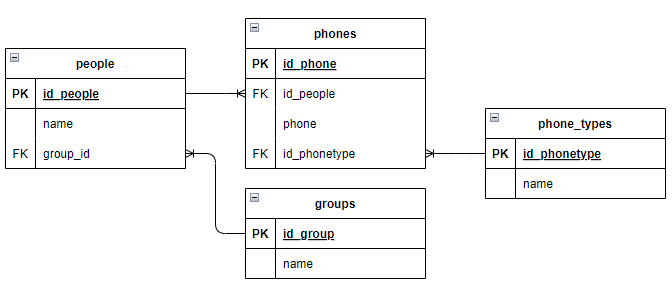 people
PK id_people
name
FK group_id
phones
PK id_phone
FK id_people
phone
FK id_phonetype
phone_types
PK id_phonetype
name
groups
PK id_group
name